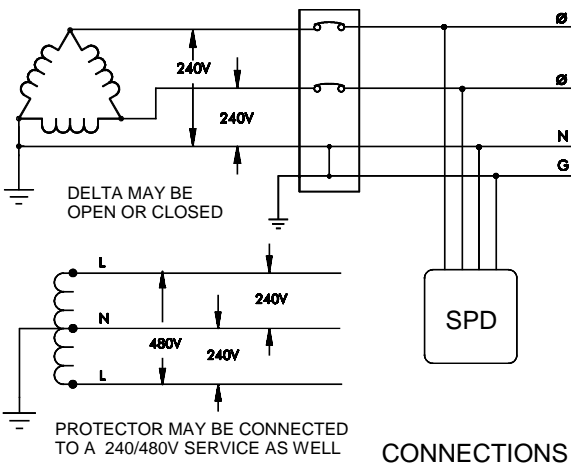 Ø
240V
Ø
240V
N
G
DELTA MAY BE
OPEN OR CLOSED
L
240V
N
480V
240V
L
SPD
PROTECTOR MAY BE CONNECTED
TO A 240/480V SERVICE AS WELL
CONNECTIONS